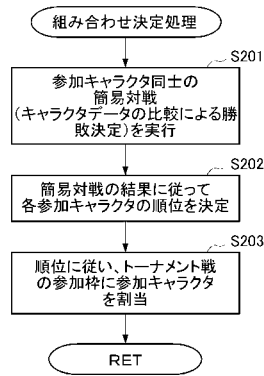 組み合わせ決定処理
S201
参加キャラクタ同士の
簡易対戦
(キャラクタデータの比較による勝
敗決定)を実行
S202
簡易対戦の結果に従って
各参加キャラクタの順位を決定
S203
順位に従い、トーナメント戦
の参加枠に参加キャラクタ
を割当
RET